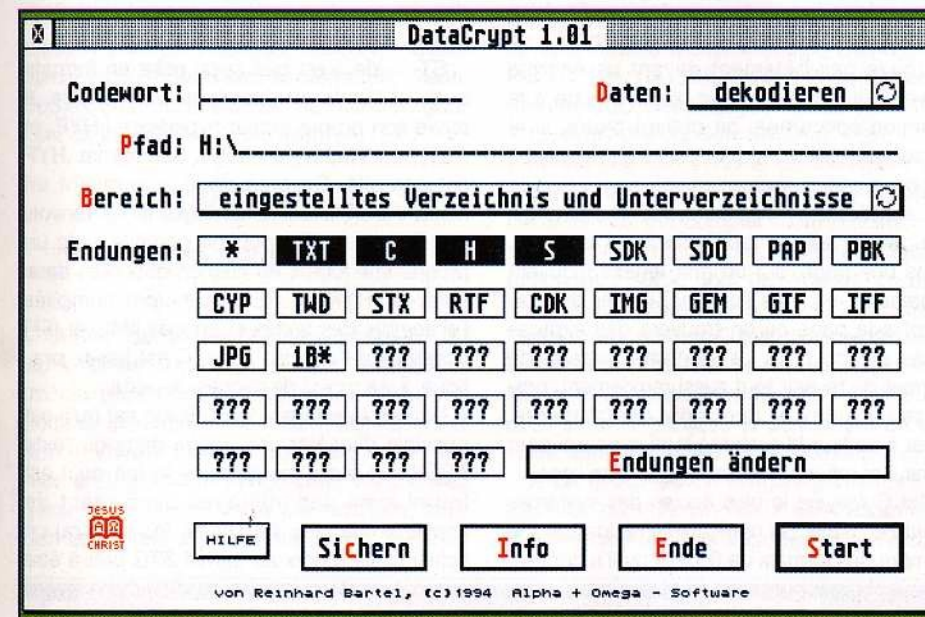 DataCrypt 1.01
Codewort: Daten: dekodieren
Pfad: H:\
Bereich: eingestelltes Verzeichnis und Unterverzeichnisse
Endungen: * TXT C H S SDK SDO PAP PBK
CYP TWD STX RTF CDK IMG GEM GIF IFF
JPG 1B* ??? ??? ??? ??? ??? ??? ???
??? ??? ??? ??? ??? ??? ??? ??? ???
??? ??? ??? ??? Endungen ändern
JESUS
CHRIST
HILFE Sichern Info Ende Start
von Reinhard Bartel, (c)1994 Alpha + Omega - Software